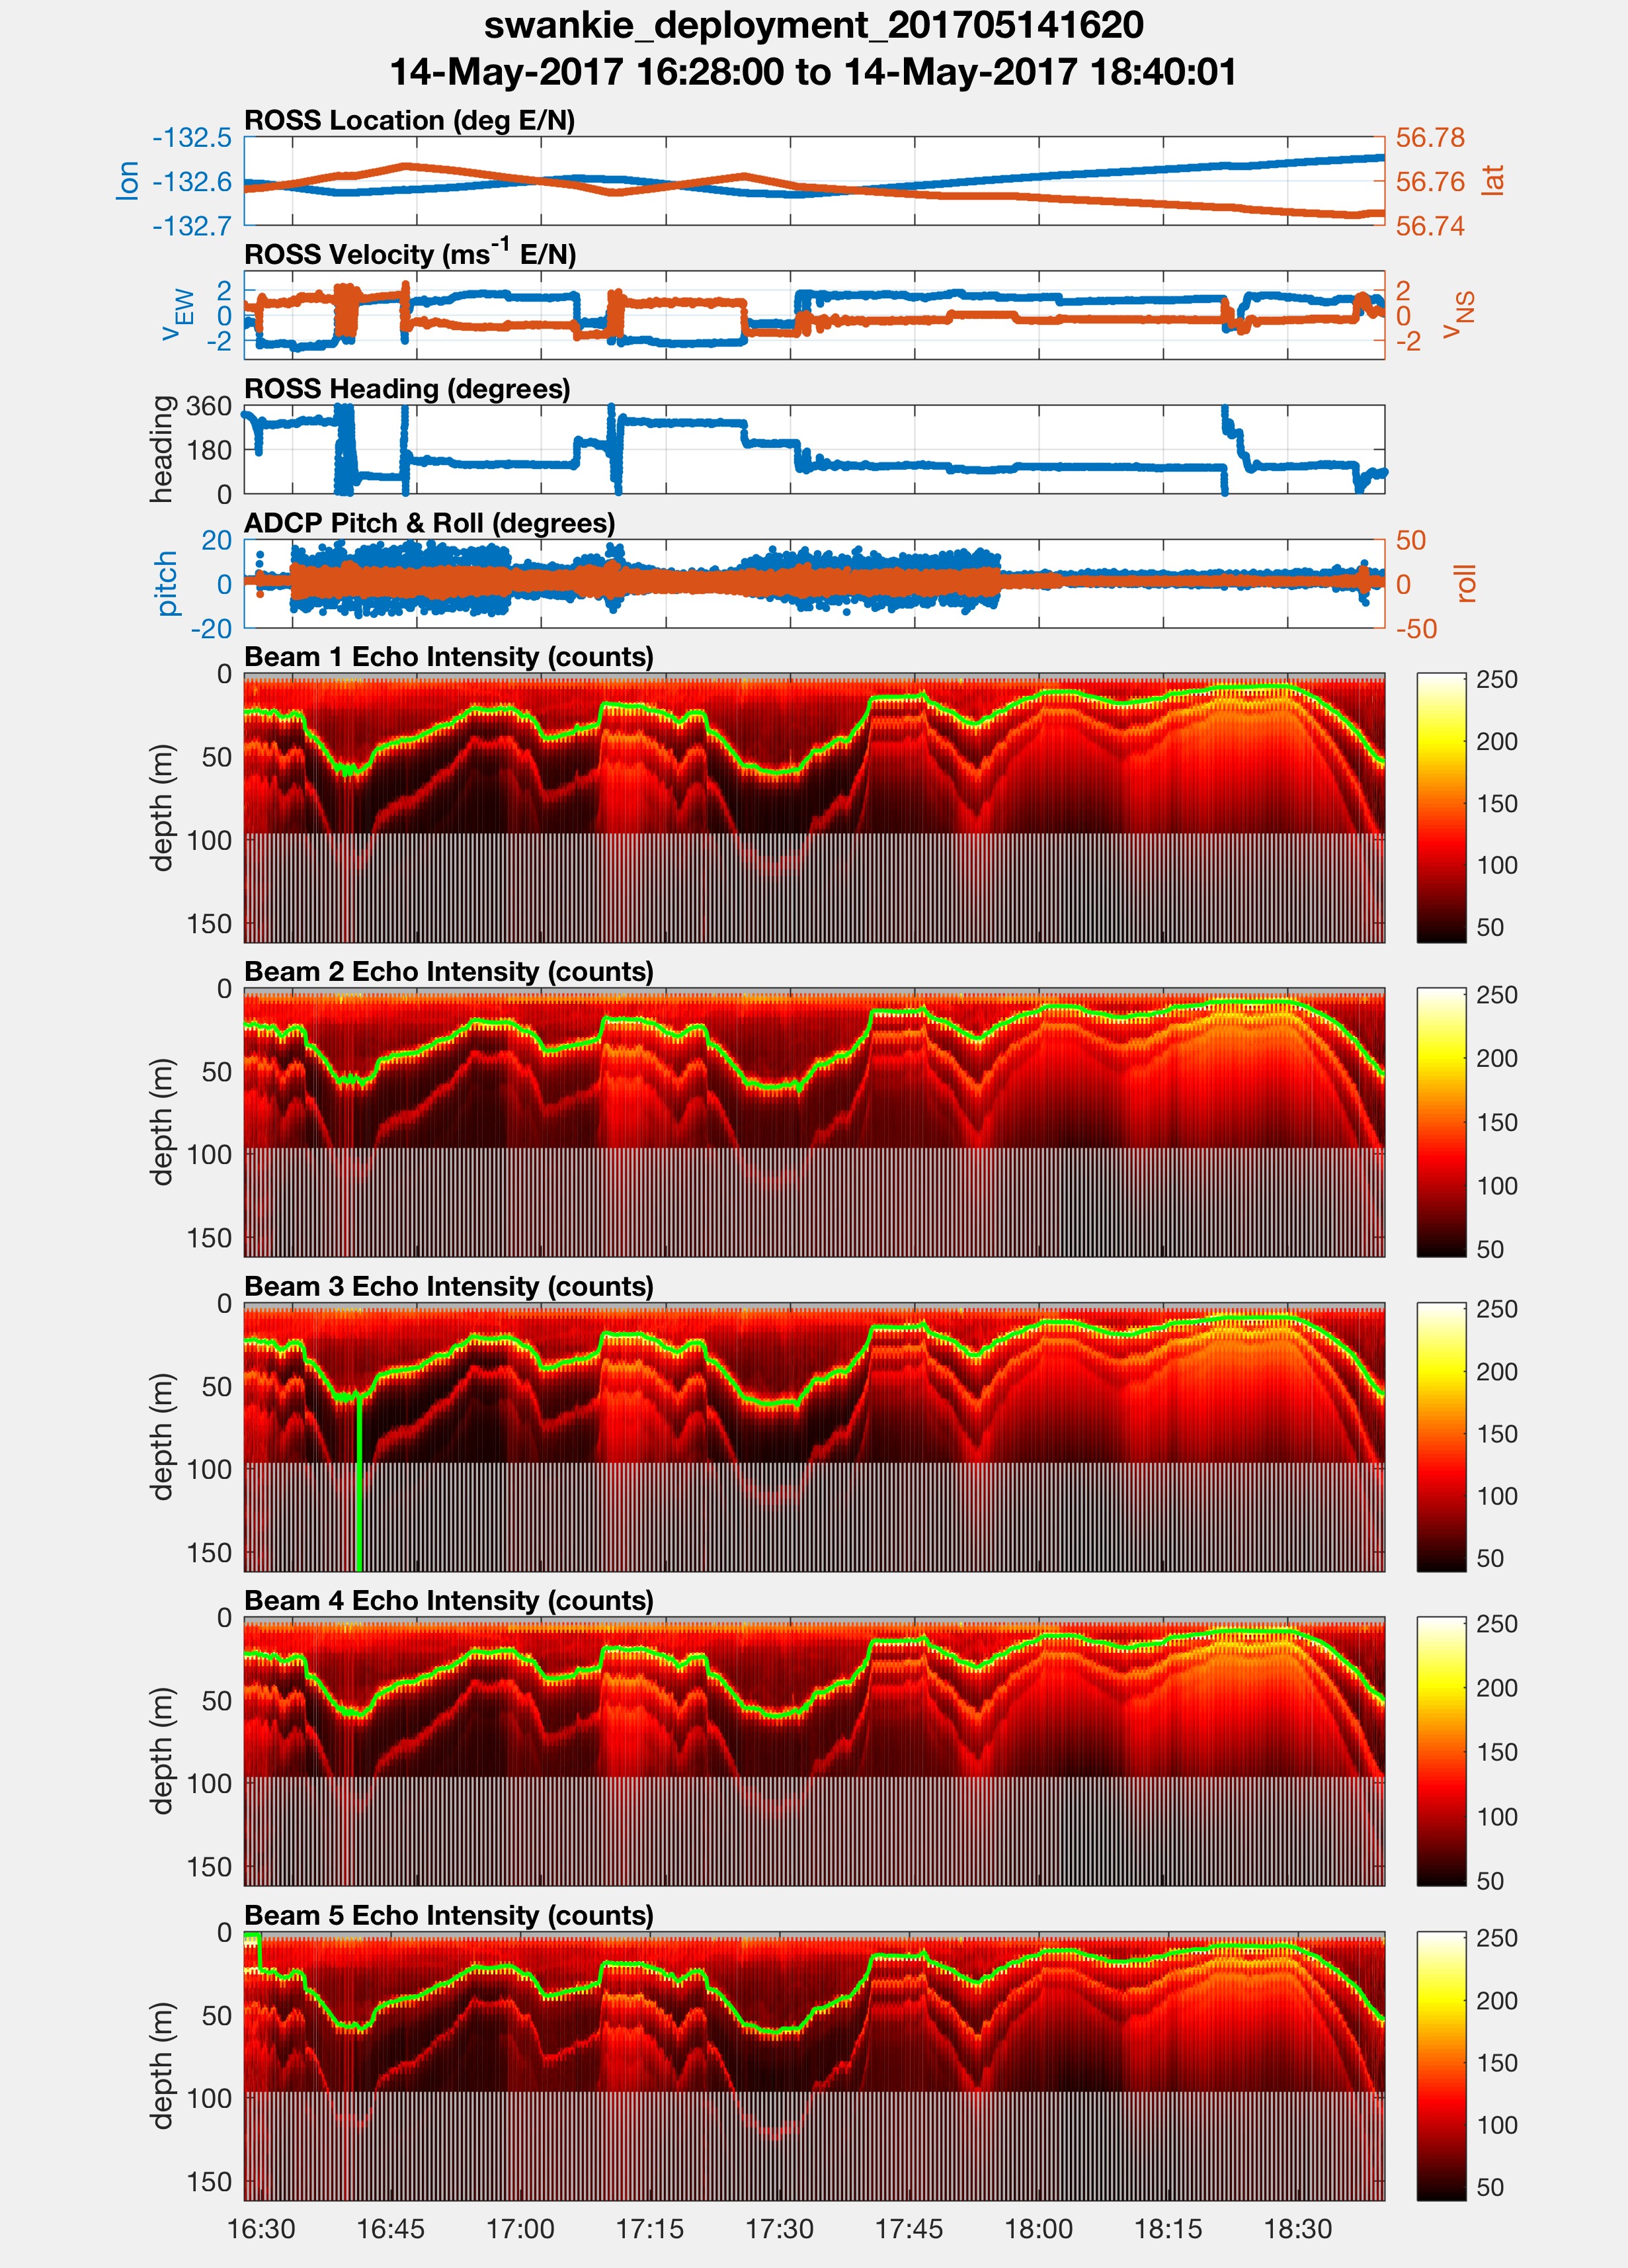 swankie_deployment_201705141620
14-May-2017 16:28:00 to 14-May-2017 18:40:01
ROSS Location (deg E/N)
-132.5
-132.6
-132.7
lon
56.78
56.76
56.74
lat
ROSS Velocity (ms-1 E/N)
2
0
-2
vEW
2
0
-2
vNS
ROSS Heading (degrees)
360
180
0
heading
ADCP Pitch & Roll (degrees)
20
0
-20
pitch
50
0
-50
roll
Beam 1 Echo Intensity (counts)
0
50
100
150
depth (m)
250
200
150
100
50
Beam 2 Echo Intensity (counts)
0
50
100
150
depth (m)
250
200
150
100
50
Beam 3 Echo Intensity (counts)
0
50
100
150
depth (m)
250
200
150
100
50
Beam 4 Echo Intensity (counts)
0
50
100
150
depth (m)
250
200
150
100
50
Beam 5 Echo Intensity (counts)
0
50
100
150
depth (m)
250
200
150
100
50
16:30 16:45 17:00 17:15 17:30 17:45 18:00 18:15 18:30